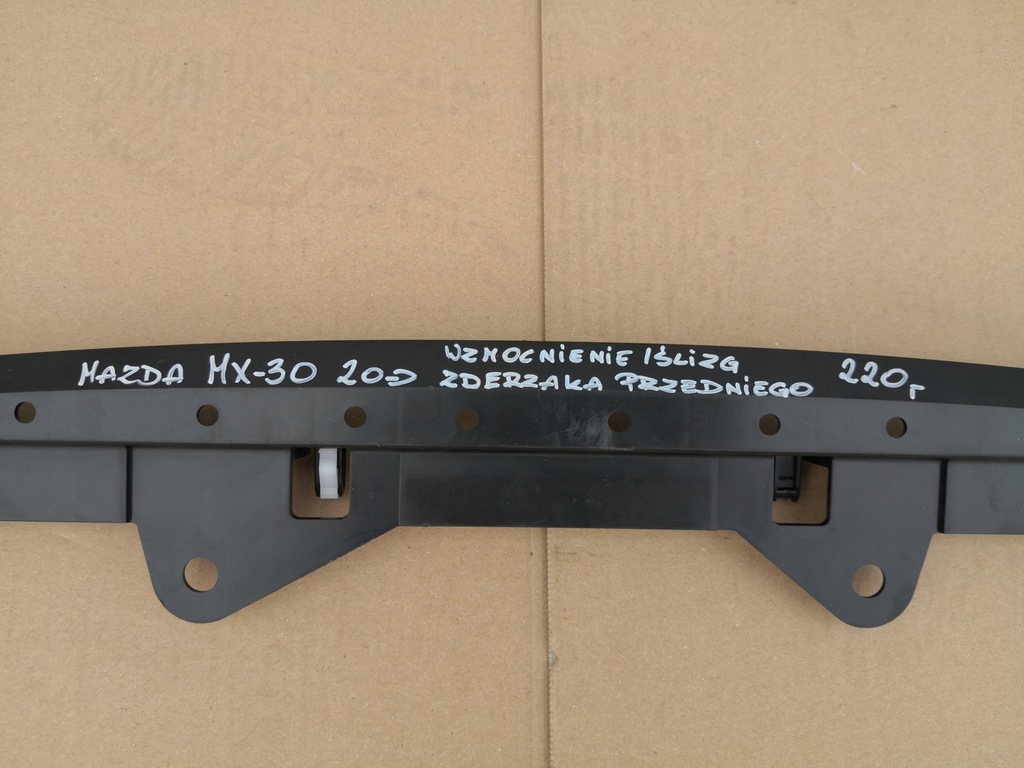 MAZDA MX-30 20-> WZMOCNIENIE / ŚLIZG
ZDERZAKA PRZEDNIEGO 220r